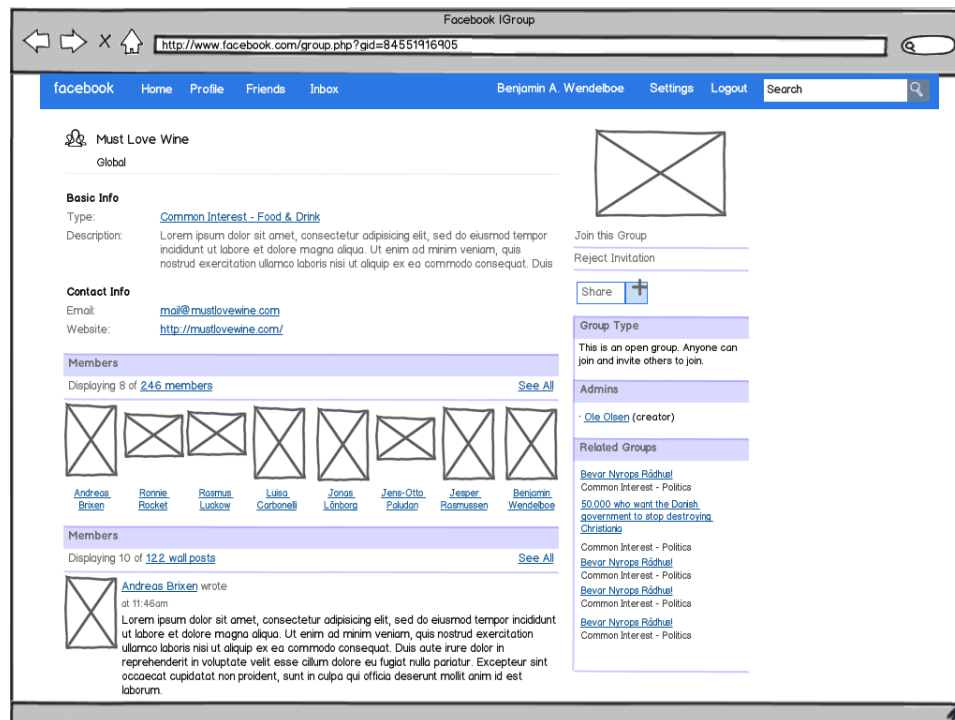 Facebook |Group
X
http://www.facebook.com/group.php?gid=84551916905
facebook Home Profile Friends Inbox Benjamin A. Wendelboe Settings Logout Search
Must Love Wine
Global
Basic Info
Type: Common Interest - Food & Drink
Description: Lorem ipsum dolor sit amet, consectetur adipisicing elit, sed do eiusmod tempor
incididunt ut labore et dolore magna aliqua. Ut enim ad minim veniam, quis
nostrud exercitation ullamco laboris nisi ut aliquip ex ea commodo consequat. Duis
Contact Info
Email: mail@mustlovewine.com
Website: http://mustlovewine.com/
Members
Displaying 8 of 246 members See All
Andreas Brixen
Ronnie Rocket
Rasmus Luckow
Luisa Carbonelli
Jonas Lönborg
Jens-Otto Paludan
Jesper Rasmussen
Benjamin Wendelboe
Members
Displaying 10 of 122 wall posts See All
Andreas Brixen wrote
at 11:46am
Lorem ipsum dolor sit amet, consectetur adipisicing elit, sed do eiusmod tempor incididunt
ut labore et dolore magna aliqua. Ut enim ad minim veniam, quis nostrud exercitation
ullamco laboris nisi ut aliquip ex ea commodo consequat. Duis aute irure dolor in
reprehenderit in voluptate velit esse cillum dolore eu fugiat nulla pariatur. Excepteur sint
occaecat cupidatat non proident, sunt in culpa qui officia deserunt mollit anim id est
laborum.
Join this Group
Reject Invitation
Share +
Group Type
This is an open group. Anyone can
join and invite others to join.
Admins
· Ole Olsen (creator)
Related Groups
Bevar Nyrops Rådhus!
Common Interest - Politics
50.000 who want the Danish
government to stop destroying
Christiania
Common Interest - Politics
Bevar Nyrops Rådhus!
Common Interest - Politics
Bevar Nyrops Rådhus!
Common Interest - Politics
Bevar Nyrops Rådhus!
Common Interest - Politics